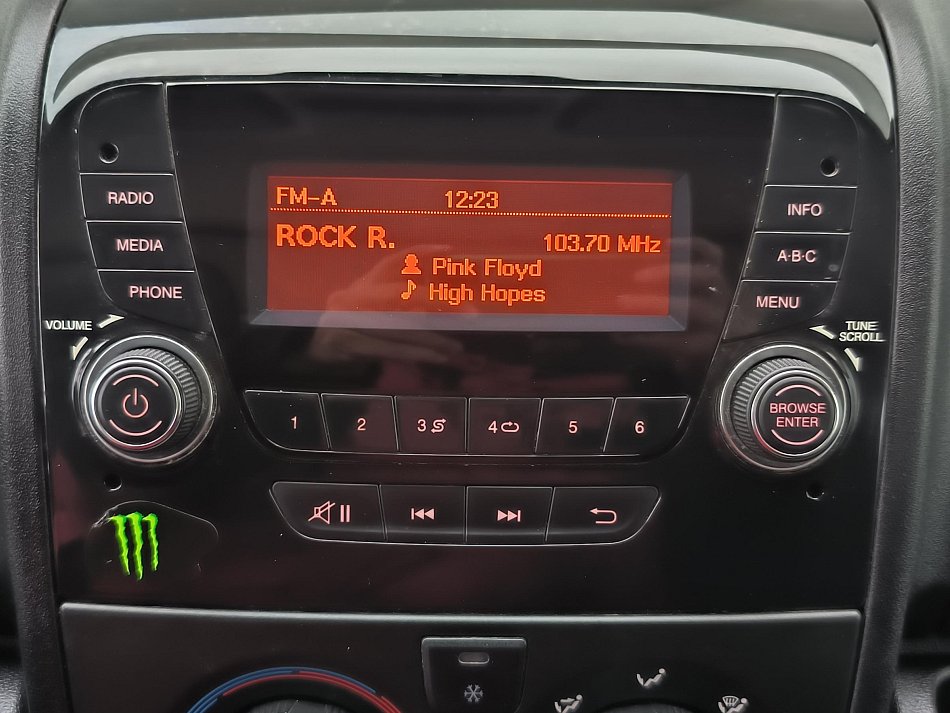 FM-A 12:23
ROCK R. 103.70 MHz
Pink Floyd
High Hopes
RADIO
MEDIA
PHONE
INFO
A·B·C
MENU
VOLUME
TUNE
SCROLL
BROWSE
ENTER
1 2 3 4 5 6